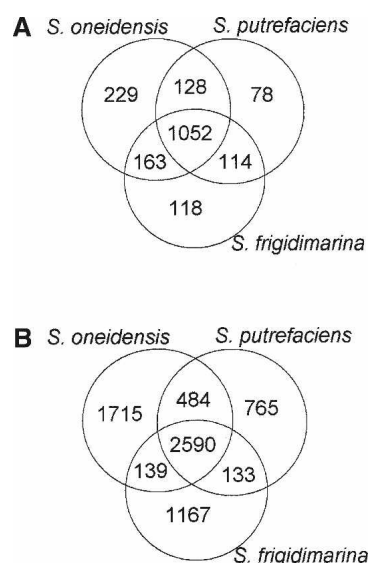 A
S. oneidensis S. putrefaciens
229 128 78
1052
163 114
118
S. frigidimarina
S. oneidensis S. putrefaciens
B
1715 484 765
2590
139 133
1167
S. frigidimarina